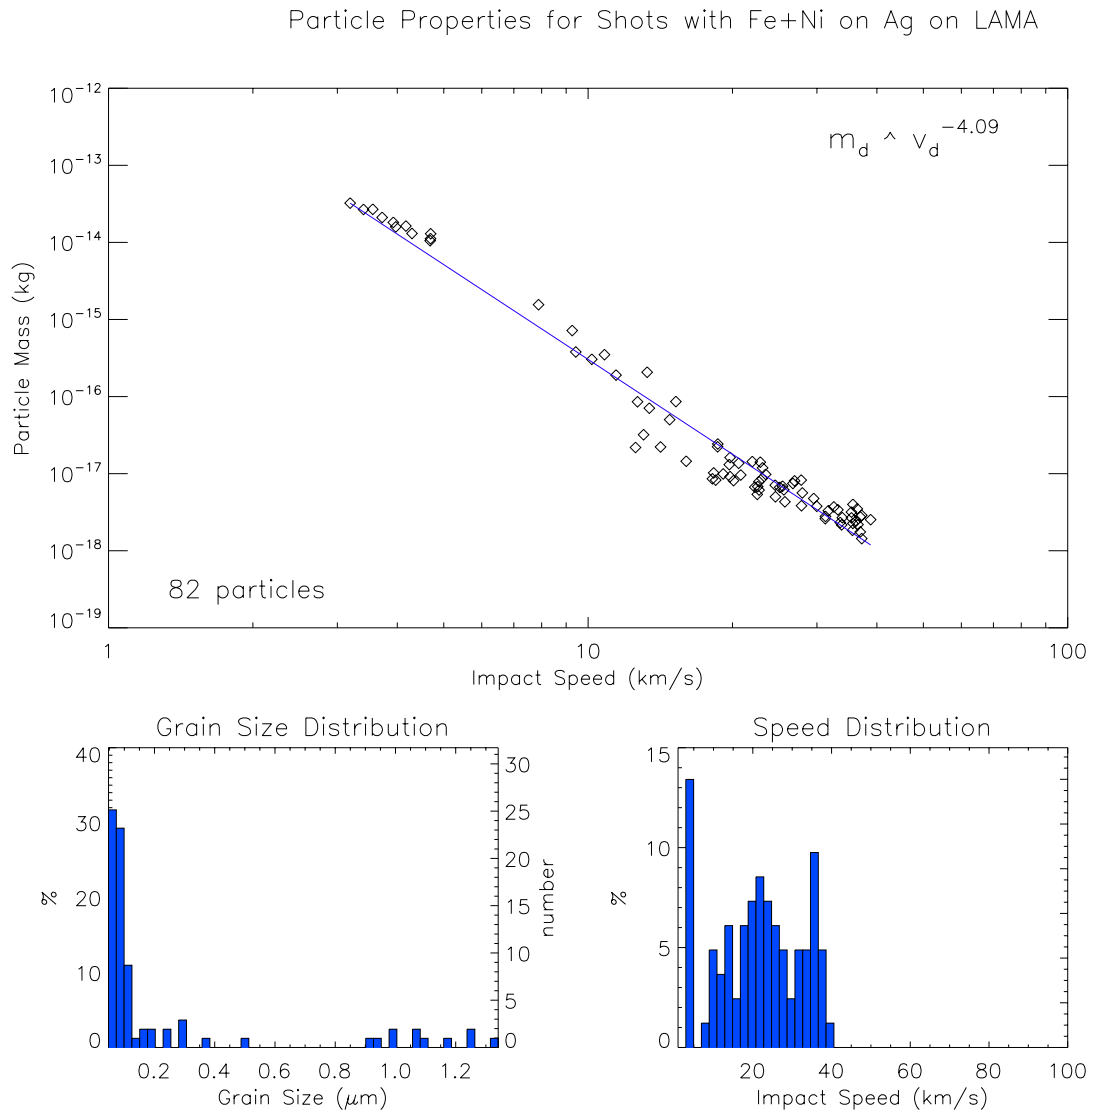 Particle Properties for Shots with Fe+Ni on Ag on LAMA
10^-12
10^-13
10^-14
10^-15
10^-16
10^-17
10^-18
10^-19
Particle Mass (kg)
m_d ^ v_d^-4.09
82 particles
1 10 100
Impact Speed (km/s)
Grain Size Distribution
40
30
20
10
0
%
30
25
20
15
10
5
0
number
0.2 0.4 0.6 0.8 1.0 1.2
Grain Size (μm)
Speed Distribution
15
10
5
0
%
20 40 60 80 100
Impact Speed (km/s)